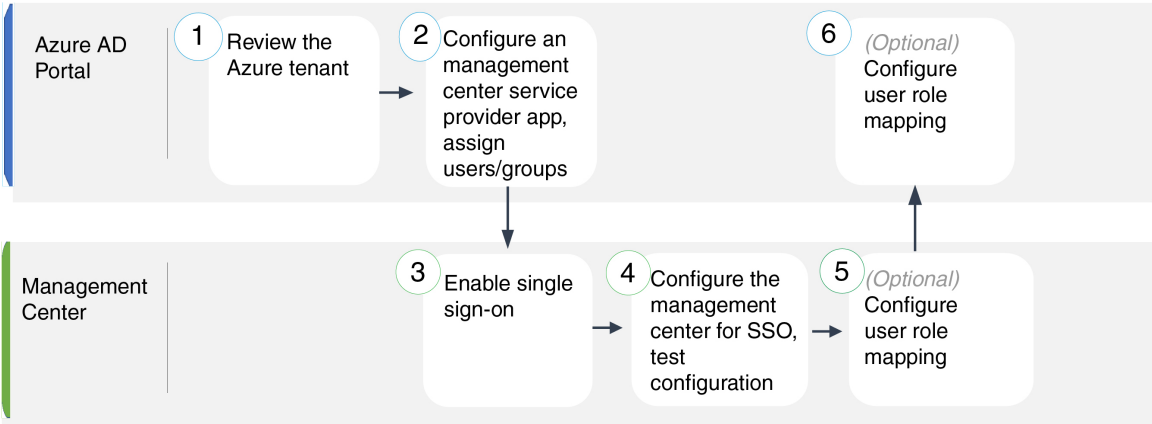 Azure AD
Portal
1
Review the
Azure tenant
2
Configure an
management
center service
provider app,
assign
users/groups
6
(Optional)
Configure
user role
mapping
Management
Center
3
Enable single
sign-on
4
Configure the
management
center for SSO,
test
configuration
5
(Optional)
Configure
user role
mapping